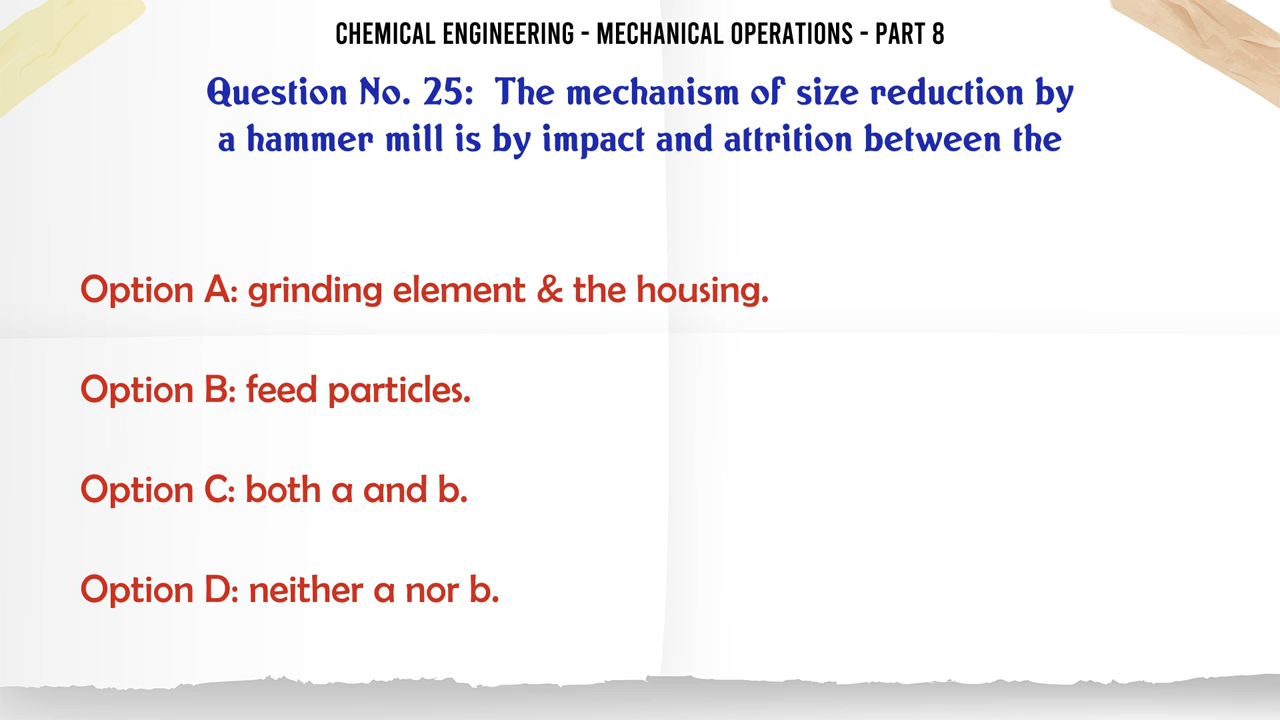 CHEMICAL ENGINEERING - MECHANICAL OPERATIONS - PART 8
Question No. 25: The mechanism of size reduction by
a hammer mill is by impact and attrition between the
Option A: grinding element & the housing.
Option B: feed particles.
Option C: both a and b.
Option D: neither a nor b.